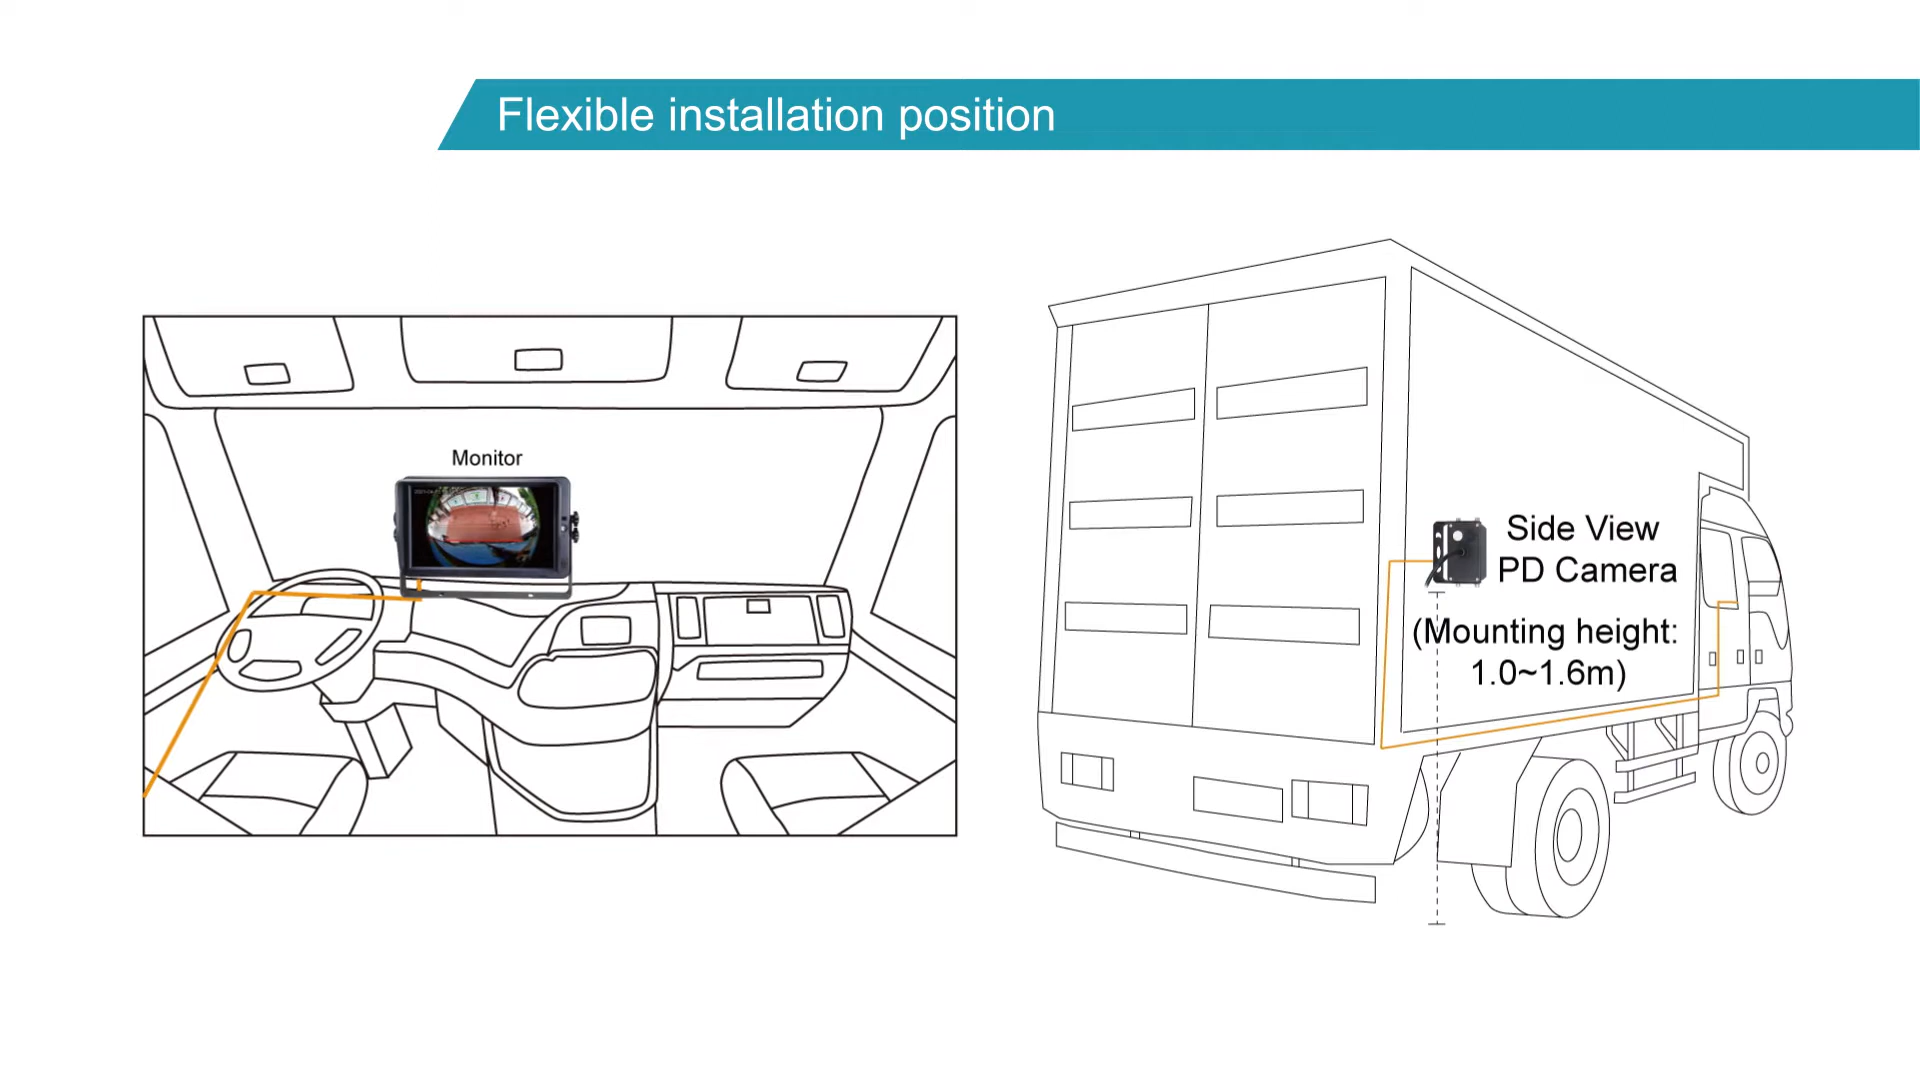 Flexible installation position
Monitor
Side View
PD Camera
(Mounting height:
1.0~1.6m)